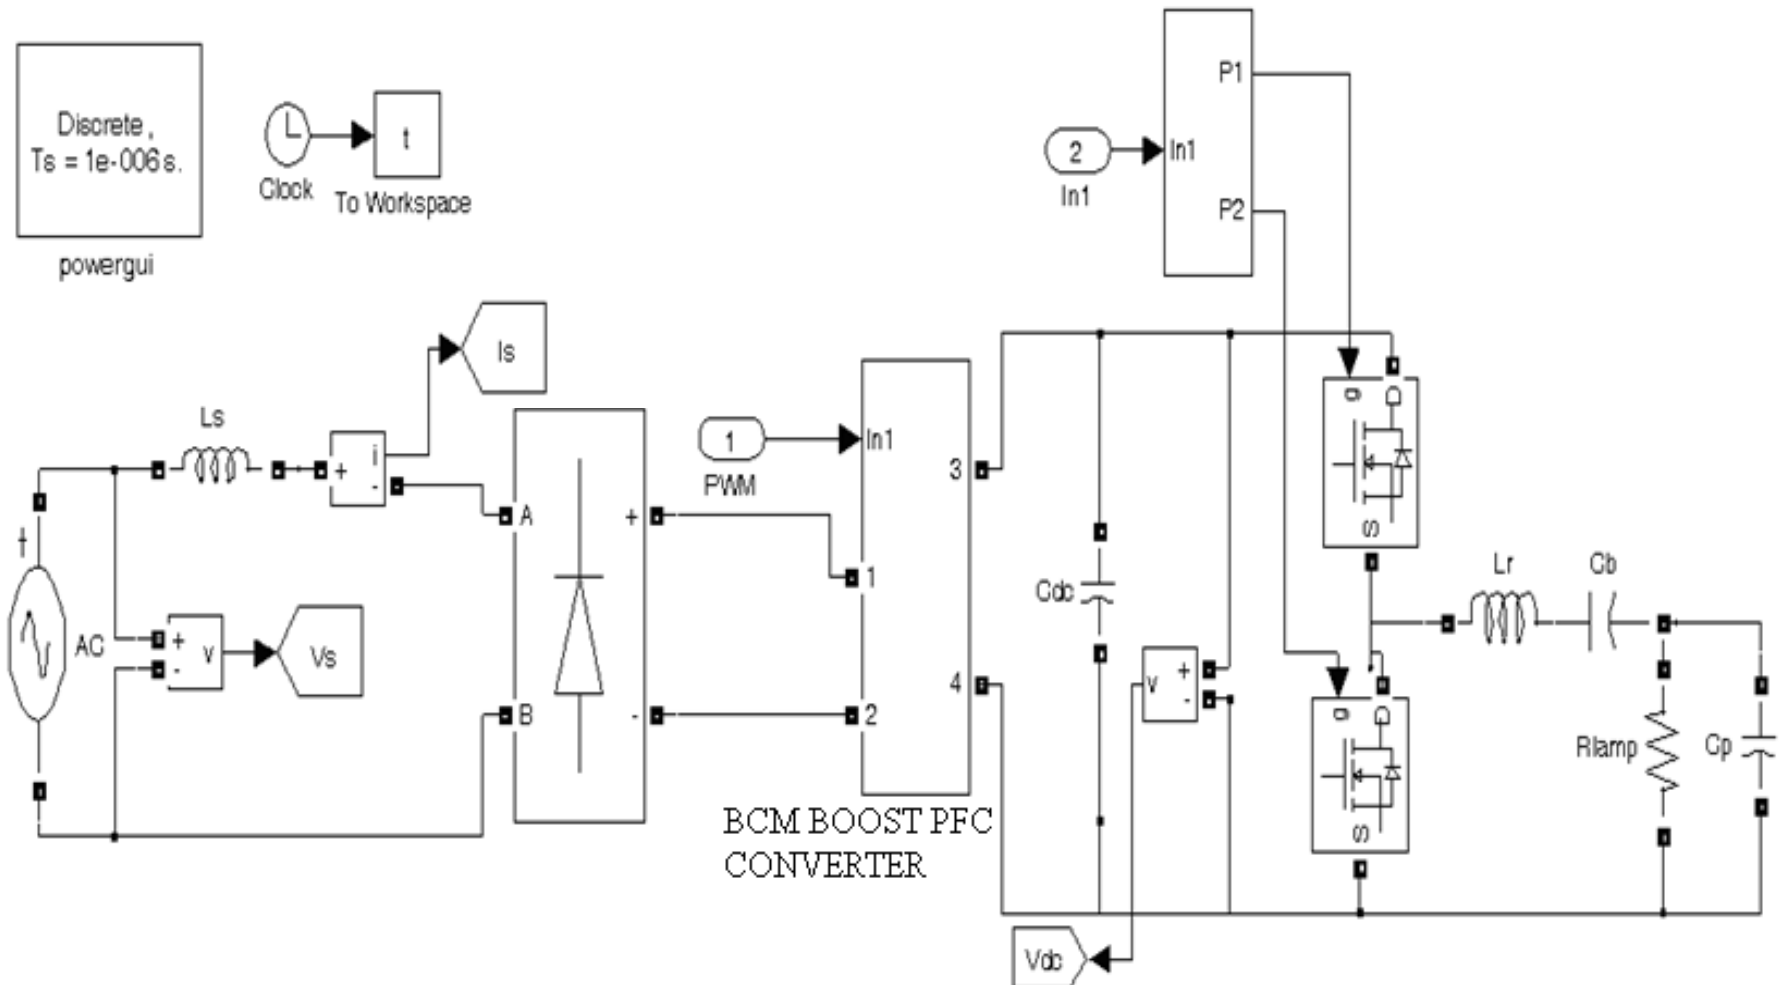 Discrete,
Ts = 1e-006 s.
powergui
Clock
t
To Workspace
2
In1
In1
P1
P2
Is
Ls
+
i
-
AC
+
-
v
Vs
A
B
+
-
1
PWM
In1
1
2
3
4
BCM BOOST PFC
CONVERTER
Cdc
v
+
-
Vdc
g
D
S
g
D
S
Lr
Cb
Rlamp
Cp